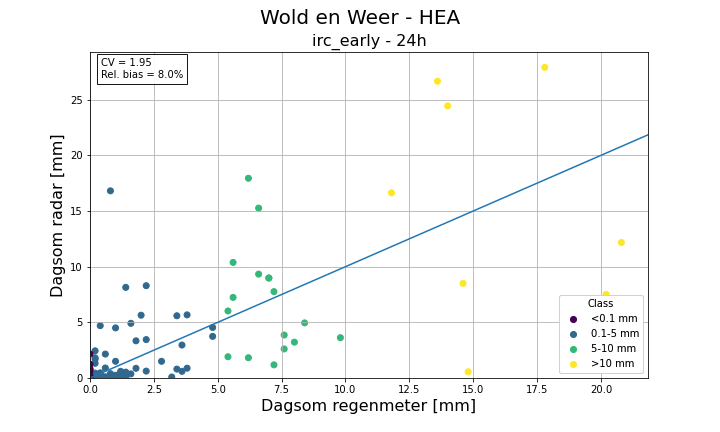 Wold en Weer - HEA
irc_early - 24h
CV = 1.95
Rel. bias = 8.0%
Dagsom radar [mm]
25
20
15
10
5
0
0.0 2.5 5.0 7.5 10.0 12.5 15.0 17.5 20.0
Dagsom regenmeter [mm]
Class
<0.1 mm
0.1-5 mm
5-10 mm
>10 mm